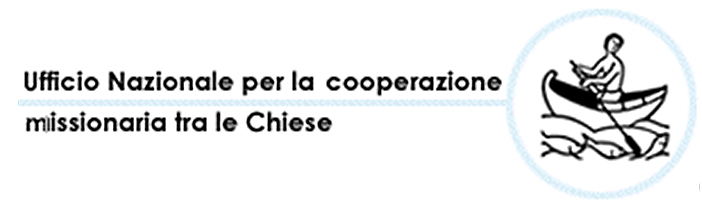 Ufficio Nazionale per la cooperazione
missionaria tra le Chiese